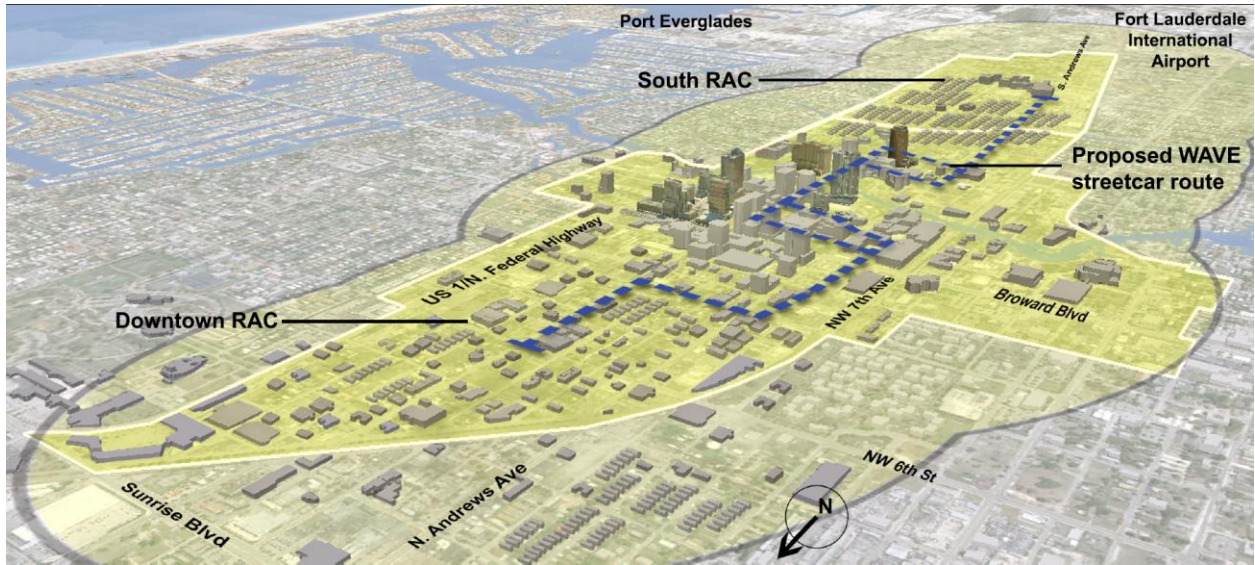 Port Everglades
Fort Lauderdale
International
Airport
S. Andrews Ave
South RAC
Proposed WAVE
streetcar route
US 1/N. Federal Highway
Downtown RAC
NW 7th Ave
Broward Blvd
Sunrise Blvd
N. Andrews Ave
NW 6th St
N